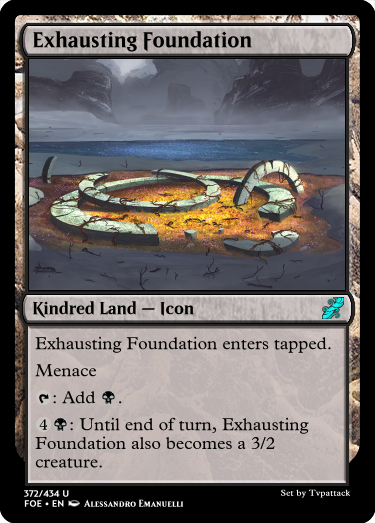 Exhausting Foundation
Kindred Land — Icon
Exhausting Foundation enters tapped.
Menace
: Add .
4 : Until end of turn, Exhausting
Foundation also becomes a 3/2
creature.
372/434 U
Set by Tvpattack
FOE • EN Alessandro Emanuelli